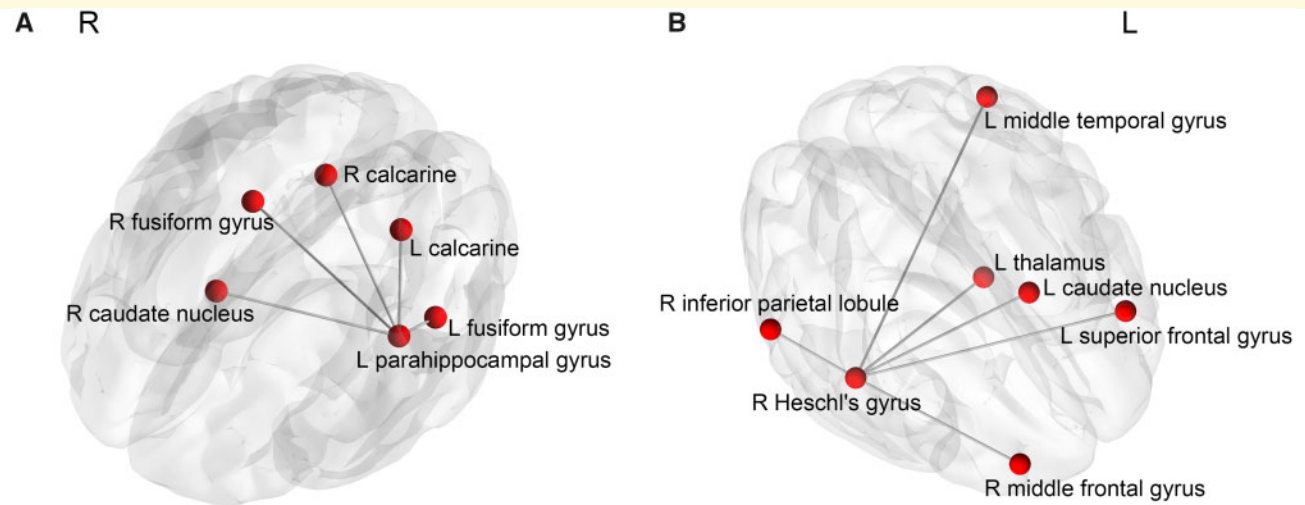 A R
R calcarine
R fusiform gyrus
L calcarine
R caudate nucleus
L fusiform gyrus
L parahippocampal gyrus
B L
L middle temporal gyrus
L thalamus
L caudate nucleus
R inferior parietal lobule
L superior frontal gyrus
R Heschl's gyrus
R middle frontal gyrus